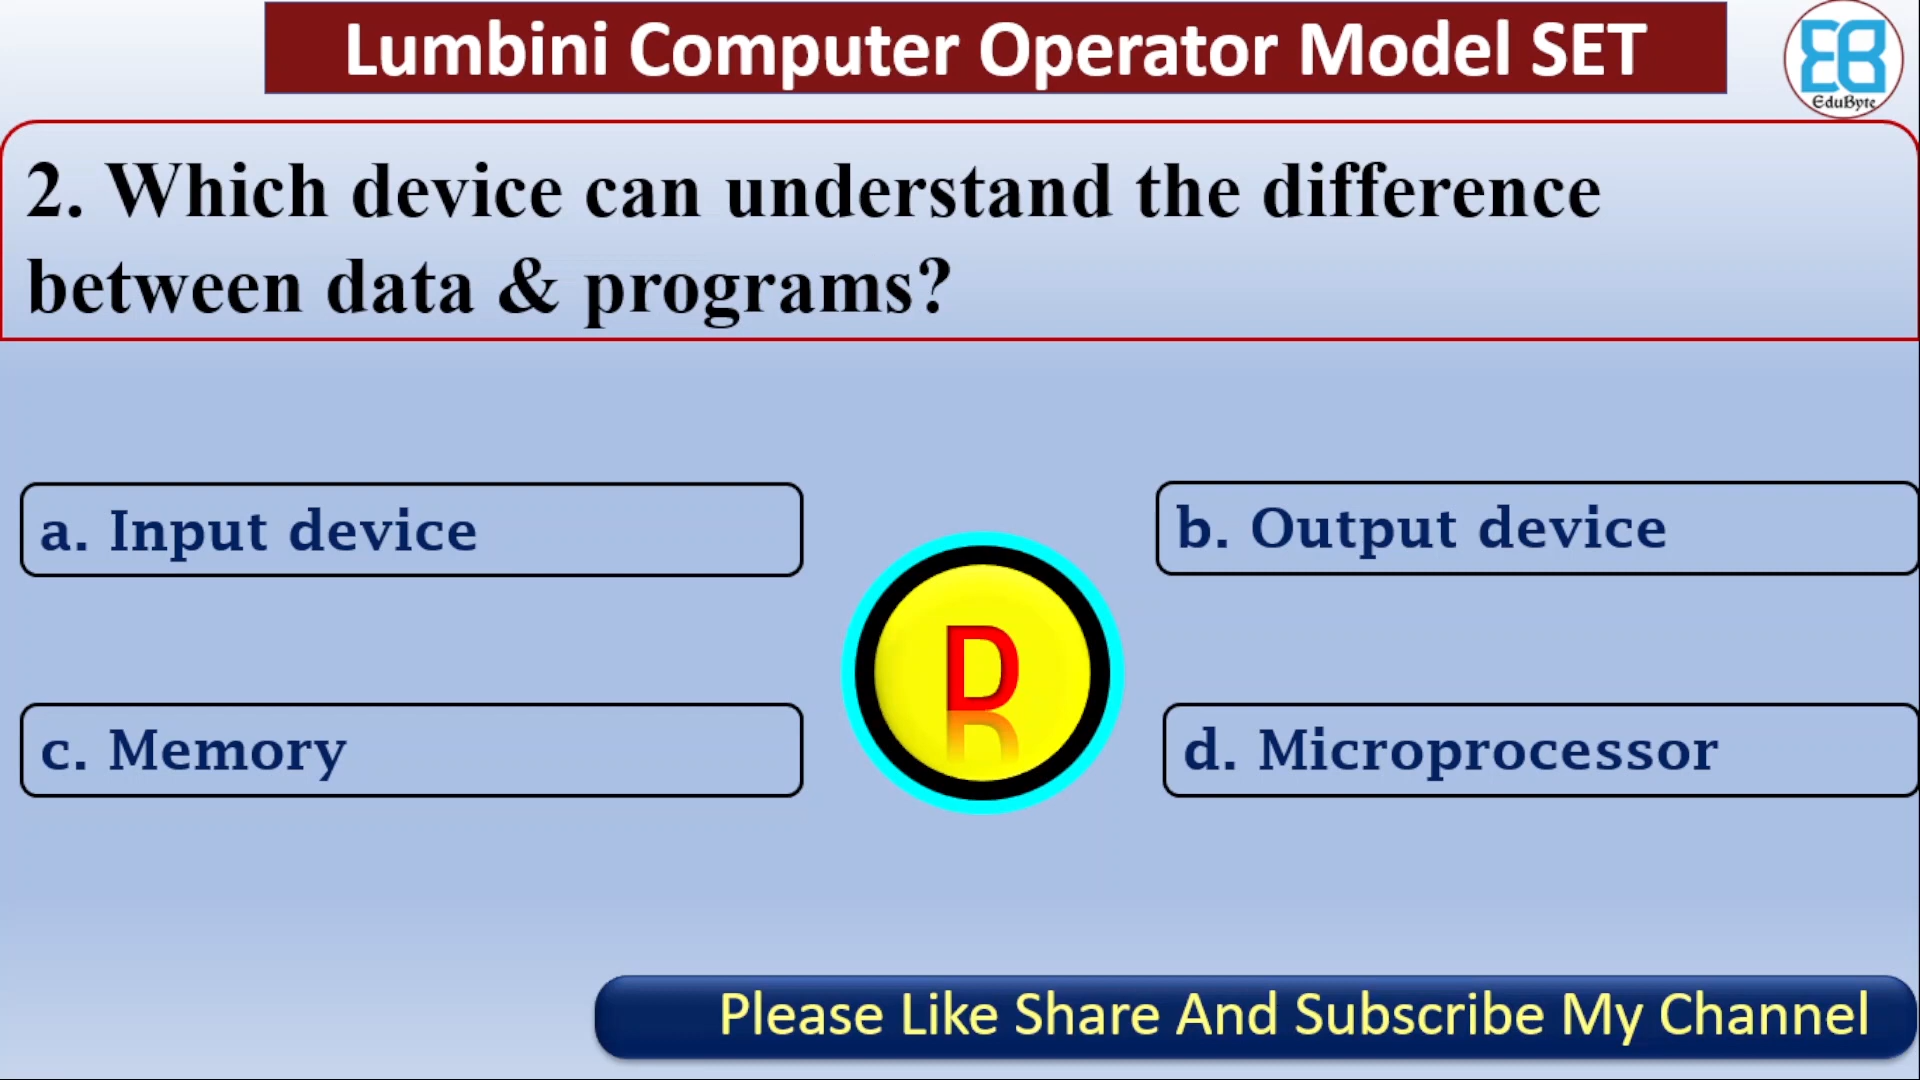 Lumbini Computer Operator Model SET
EduByte
2. Which device can understand the difference
between data & programs?
a. Input device
b. Output device
D
c. Memory
d. Microprocessor
Please Like Share And Subscribe My Channel